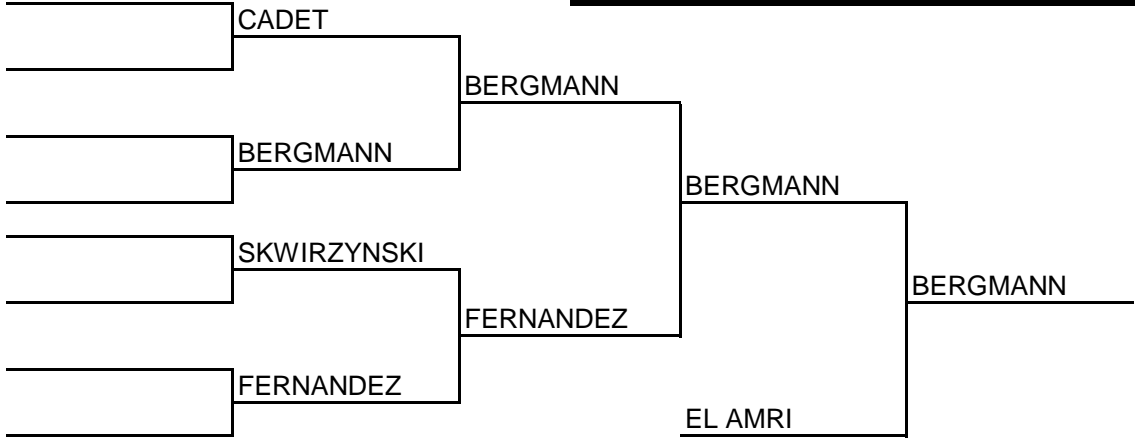 CADET
BERGMANN
BERGMANN
BERGMANN
SKWIRZYNSKI
BERGMANN
FERNANDEZ
FERNANDEZ
EL AMRI